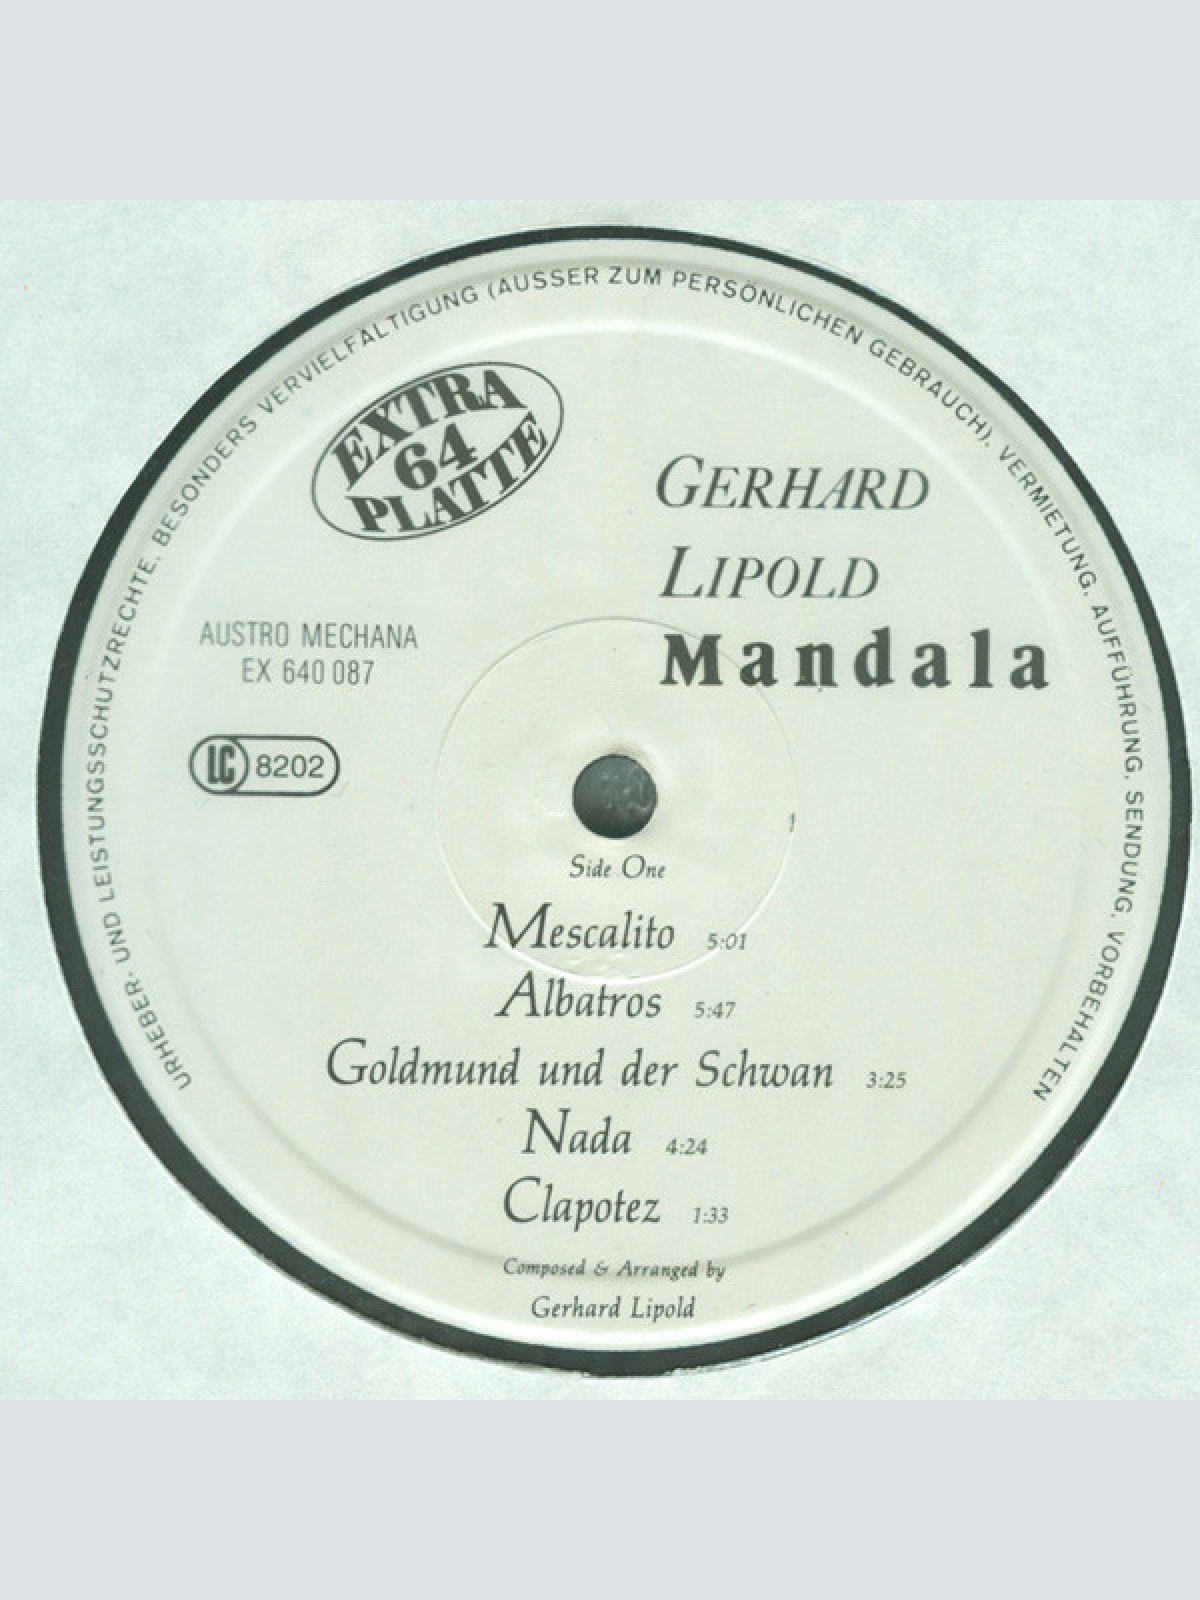 URHEBER- UND LEISTUNGSSCHUTZRECHTE, BESONDERS VERVIELFÄLTIGUNG (AUSSER ZUM PERSÖNLICHEN GEBRAUCH), VERMIETUNG, AUFFÜHRUNG, SENDUNG, VORBEHALTEN
EXTRA
64
PLATTE
GERHARD
LIPOLD
Mandala
AUSTRO MECHANA
EX 640 087
LC 8202
1
Side One
Mescalito 5:01
Albatros 5:47
Goldmund und der Schwan 3:25
Nada 4:24
Clapotez 1:33
Composed & Arranged by
Gerhard Lipold